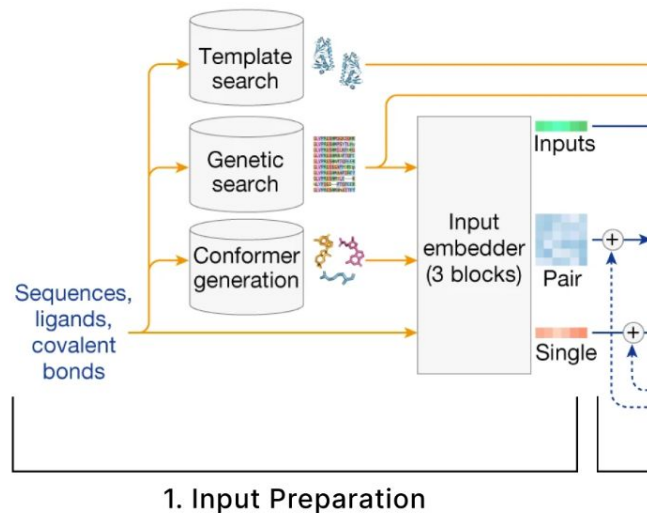 Template
search
Genetic
search
Conformer
generation
Sequences,
ligands,
covalent
bonds
Input
embedder
(3 blocks)
Inputs
Pair
+
Single
+
1. Input Preparation